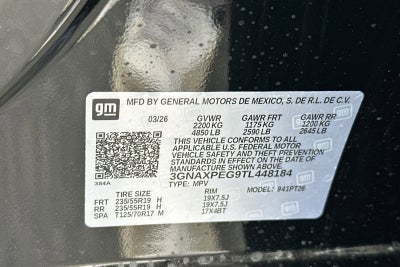 gm
MFD BY GENERAL MOTORS DE MEXICO, S. DE R.L. DE C.V.
03/26 GVWR GAWR FRT GAWR RR
2200 KG 1175 KG 1200 KG
4850 LB 2590 LB 2645 LB
THIS VEHICLE CONFORMS TO ALL APPLICABLE
U.S. FEDERAL MOTOR
VEHICLE SAFETY AND THEFT PREVENTION
STANDARDS IN EFFECT ON THE DATE OF
MANUFACTURE SHOWN ABOVE.
3GNAXPEG9TL448184
TYPE: MPV MODEL: 941PT26
384A
TIRE SIZE RIM
FRT 235/55R19 H 19X7.5J
RR 235/55R19 H 19X7.5J
SPA T125/70R17 M 17X4BT